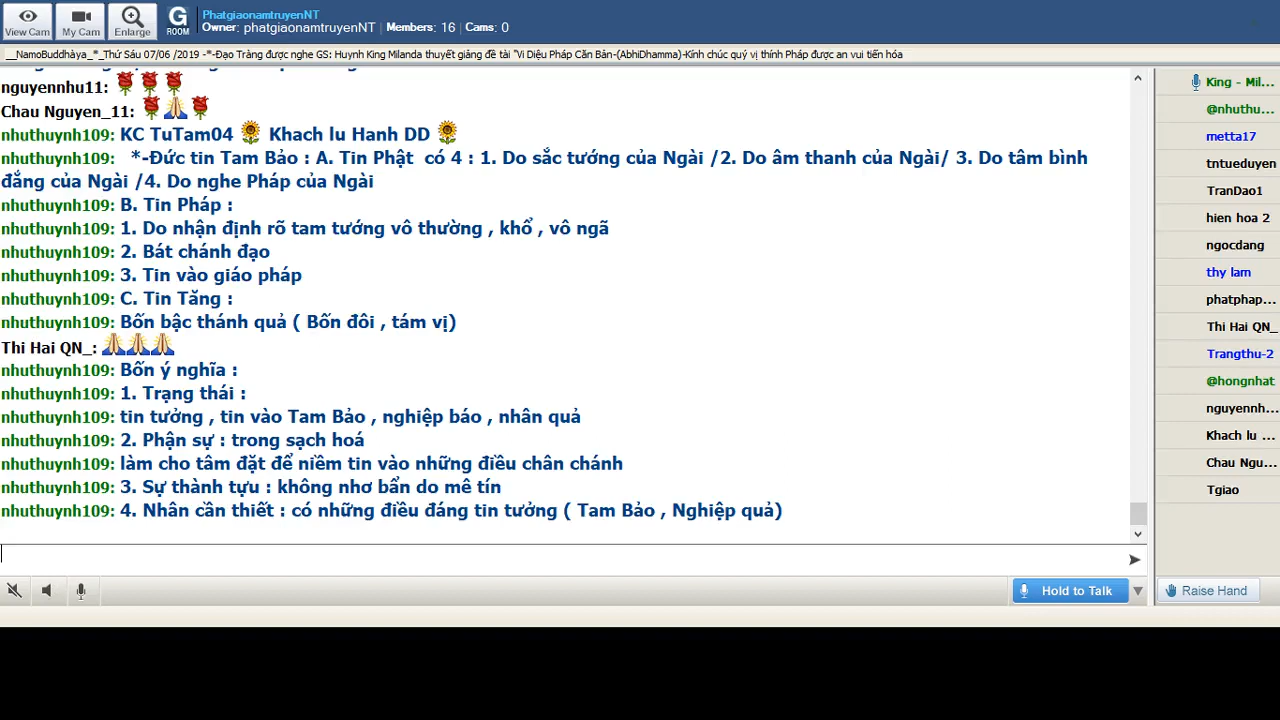 View Cam
My Cam
Enlarge
G
ROOM
PhatgiaonamtruyenNT
Owner: phatgiaonamtruyenNT | Members: 16 | Cams: 0
__NamoBuddhàya_*_Thứ Sáu 07/06 /2019 -*-Đạo Tràng được nghe GS: Huynh King Milanda thuyết giảng đề tài "Vi Diệu Pháp Căn Bản-(AbhiDhamma)-Kính chúc quý vị thính Pháp được an vui tiến hóa
nguyennhu11:
Chau Nguyen_11:
nhuthuynh109: KC TuTam04 Khach lu Hanh DD
nhuthuynh109: *-Đức tin Tam Bảo : A. Tin Phật có 4 : 1. Do sắc tướng của Ngài /2. Do âm thanh của Ngài/ 3. Do tâm bình
đẳng của Ngài /4. Do nghe Pháp của Ngài
nhuthuynh109: B. Tin Pháp :
nhuthuynh109: 1. Do nhận định rõ tam tướng vô thường , khổ , vô ngã
nhuthuynh109: 2. Bát chánh đạo
nhuthuynh109: 3. Tin vào giáo pháp
nhuthuynh109: C. Tin Tăng :
nhuthuynh109: Bốn bậc thánh quả ( Bốn đôi , tám vị)
Thi Hai QN_:
nhuthuynh109: Bốn ý nghĩa :
nhuthuynh109: 1. Trạng thái :
nhuthuynh109: tin tưởng , tin vào Tam Bảo , nghiệp báo , nhân quả
nhuthuynh109: 2. Phận sự : trong sạch hoá
nhuthuynh109: làm cho tâm đặt để niềm tin vào những điều chân chánh
nhuthuynh109: 3. Sự thành tựu : không nhơ bẩn do mê tín
nhuthuynh109: 4. Nhân cần thiết : có những điều đáng tin tưởng ( Tam Bảo , Nghiệp quả)
King - Mil...
@nhuthu...
metta17
tntueduyen
TranDao1
hien hoa 2
ngocdang
thy lam
phatphap...
Thi Hai QN_
Trangthu-2
@hongnhat
nguyennh...
Khach lu ...
Chau Ngu...
Tgiao
Hold to Talk
Raise Hand